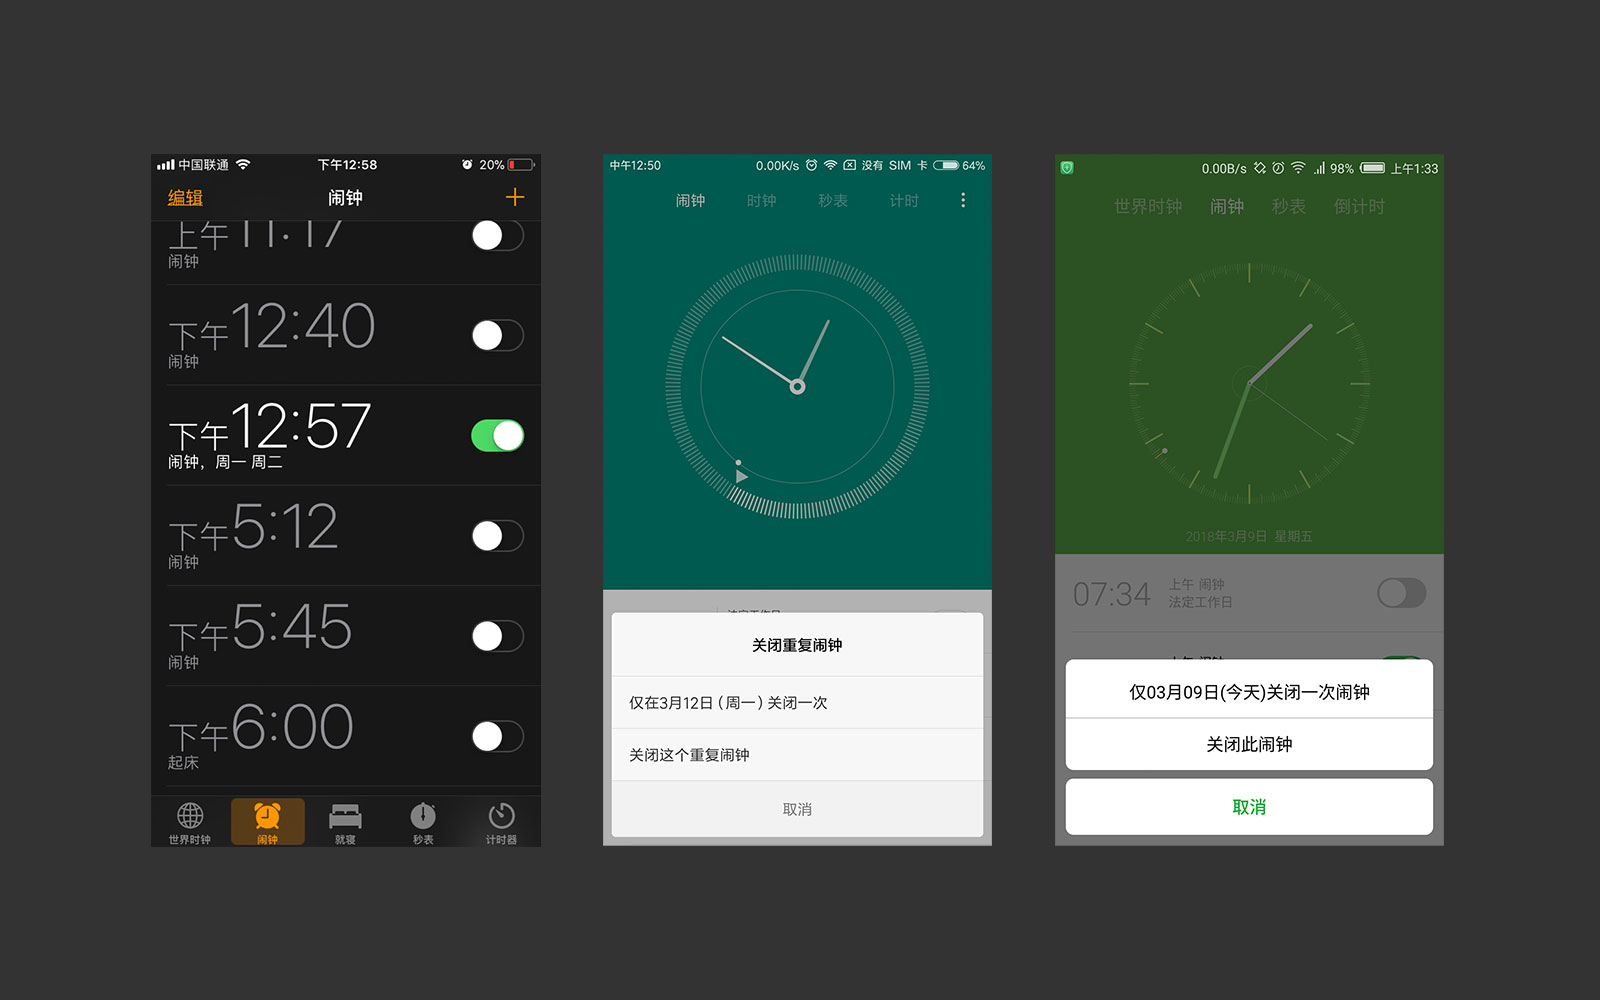 中国联通
下午12:58
20%
编辑
闹钟
上午11:17
闹钟
下午12:40
闹钟
下午12:57
闹钟，周一 周二
下午5:12
闹钟
下午5:45
闹钟
下午6:00
起床
世界时钟
闹钟
就寝
秒表
计时器
中午12:50
0.00K/s
没有 SIM 卡
64%
闹钟
时钟
秒表
计时
法定工作日
关闭重复闹钟
仅在3月12日（周一）关闭一次
关闭这个重复闹钟
取消
0.00B/s
98%
上午1:33
世界时钟
闹钟
秒表
倒计时
2018年3月9日 星期五
07:34
上午 闹钟
法定工作日
上午 闹钟
仅03月09日(今天)关闭一次闹钟
关闭此闹钟
取消